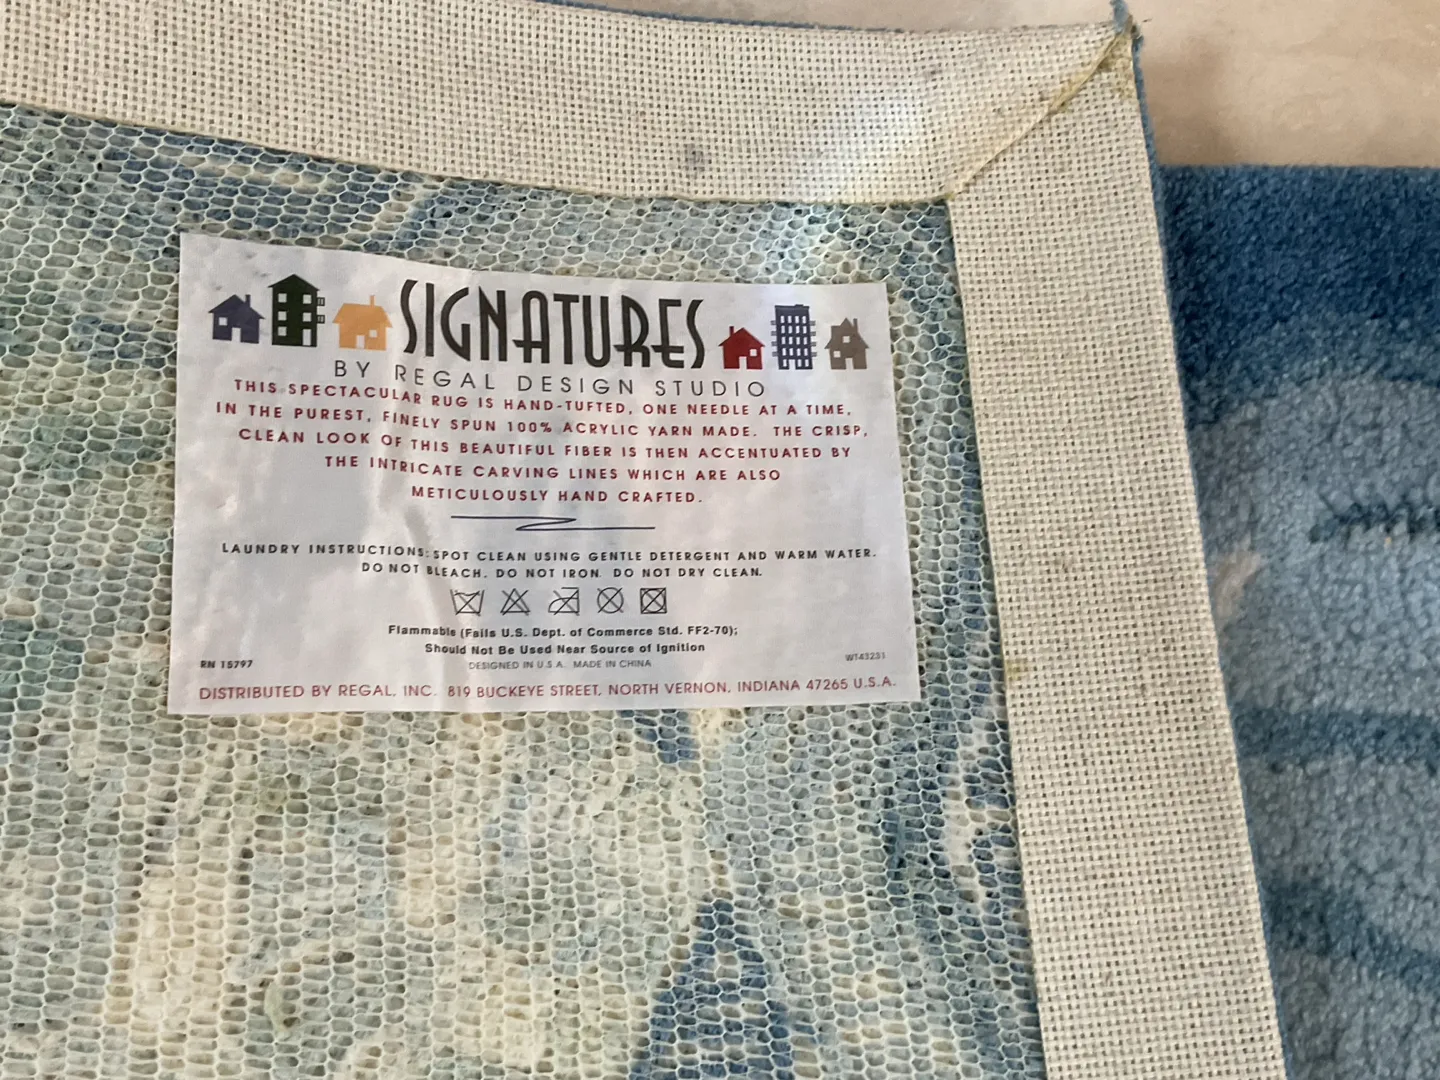 SIGNATURES
BY REGAL DESIGN STUDIO
THIS SPECTACULAR RUG IS HAND-TUFTED, ONE NEEDLE AT A TIME,
IN THE PUREST, FINELY SPUN 100% ACRYLIC YARN MADE. THE CRISP,
CLEAN LOOK OF THIS BEAUTIFUL FIBER IS THEN ACCENTUATED BY
THE INTRICATE CARVING LINES WHICH ARE ALSO
METICULOUSLY HAND CRAFTED.
LAUNDRY INSTRUCTIONS: SPOT CLEAN USING GENTLE DETERGENT AND WARM WATER.
DO NOT BLEACH. DO NOT IRON. DO NOT DRY CLEAN.
Flammable (Fails U.S. Dept. of Commerce Std. FF2-70);
Should Not Be Used Near Source of Ignition
DESIGNED IN U.S.A. MADE IN CHINA
RN 15797
WT43231
DISTRIBUTED BY REGAL, INC. 819 BUCKEYE STREET, NORTH VERNON, INDIANA 47265 U.S.A.